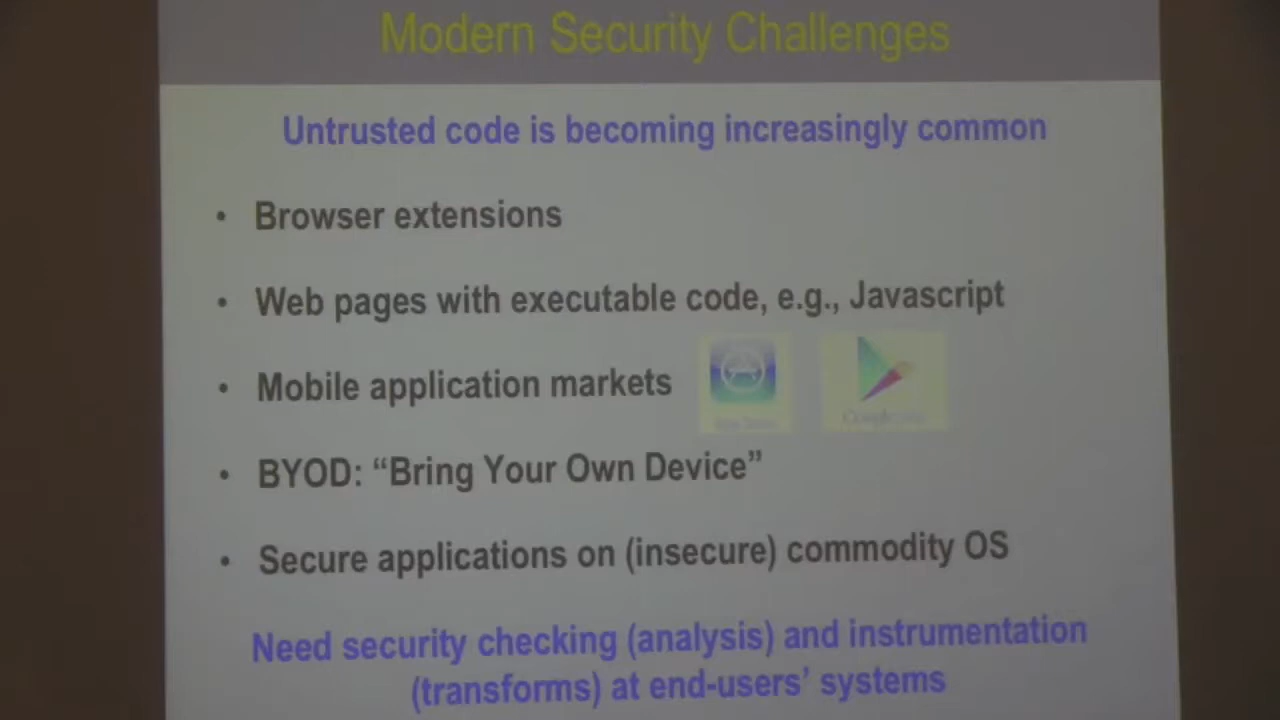 Modern Security Challenges
Untrusted code is becoming increasingly common
• Browser extensions
• Web pages with executable code, e.g., Javascript
• Mobile application markets
• BYOD: “Bring Your Own Device”
• Secure applications on (insecure) commodity OS
Need security checking (analysis) and instrumentation
(transforms) at end-users’ systems